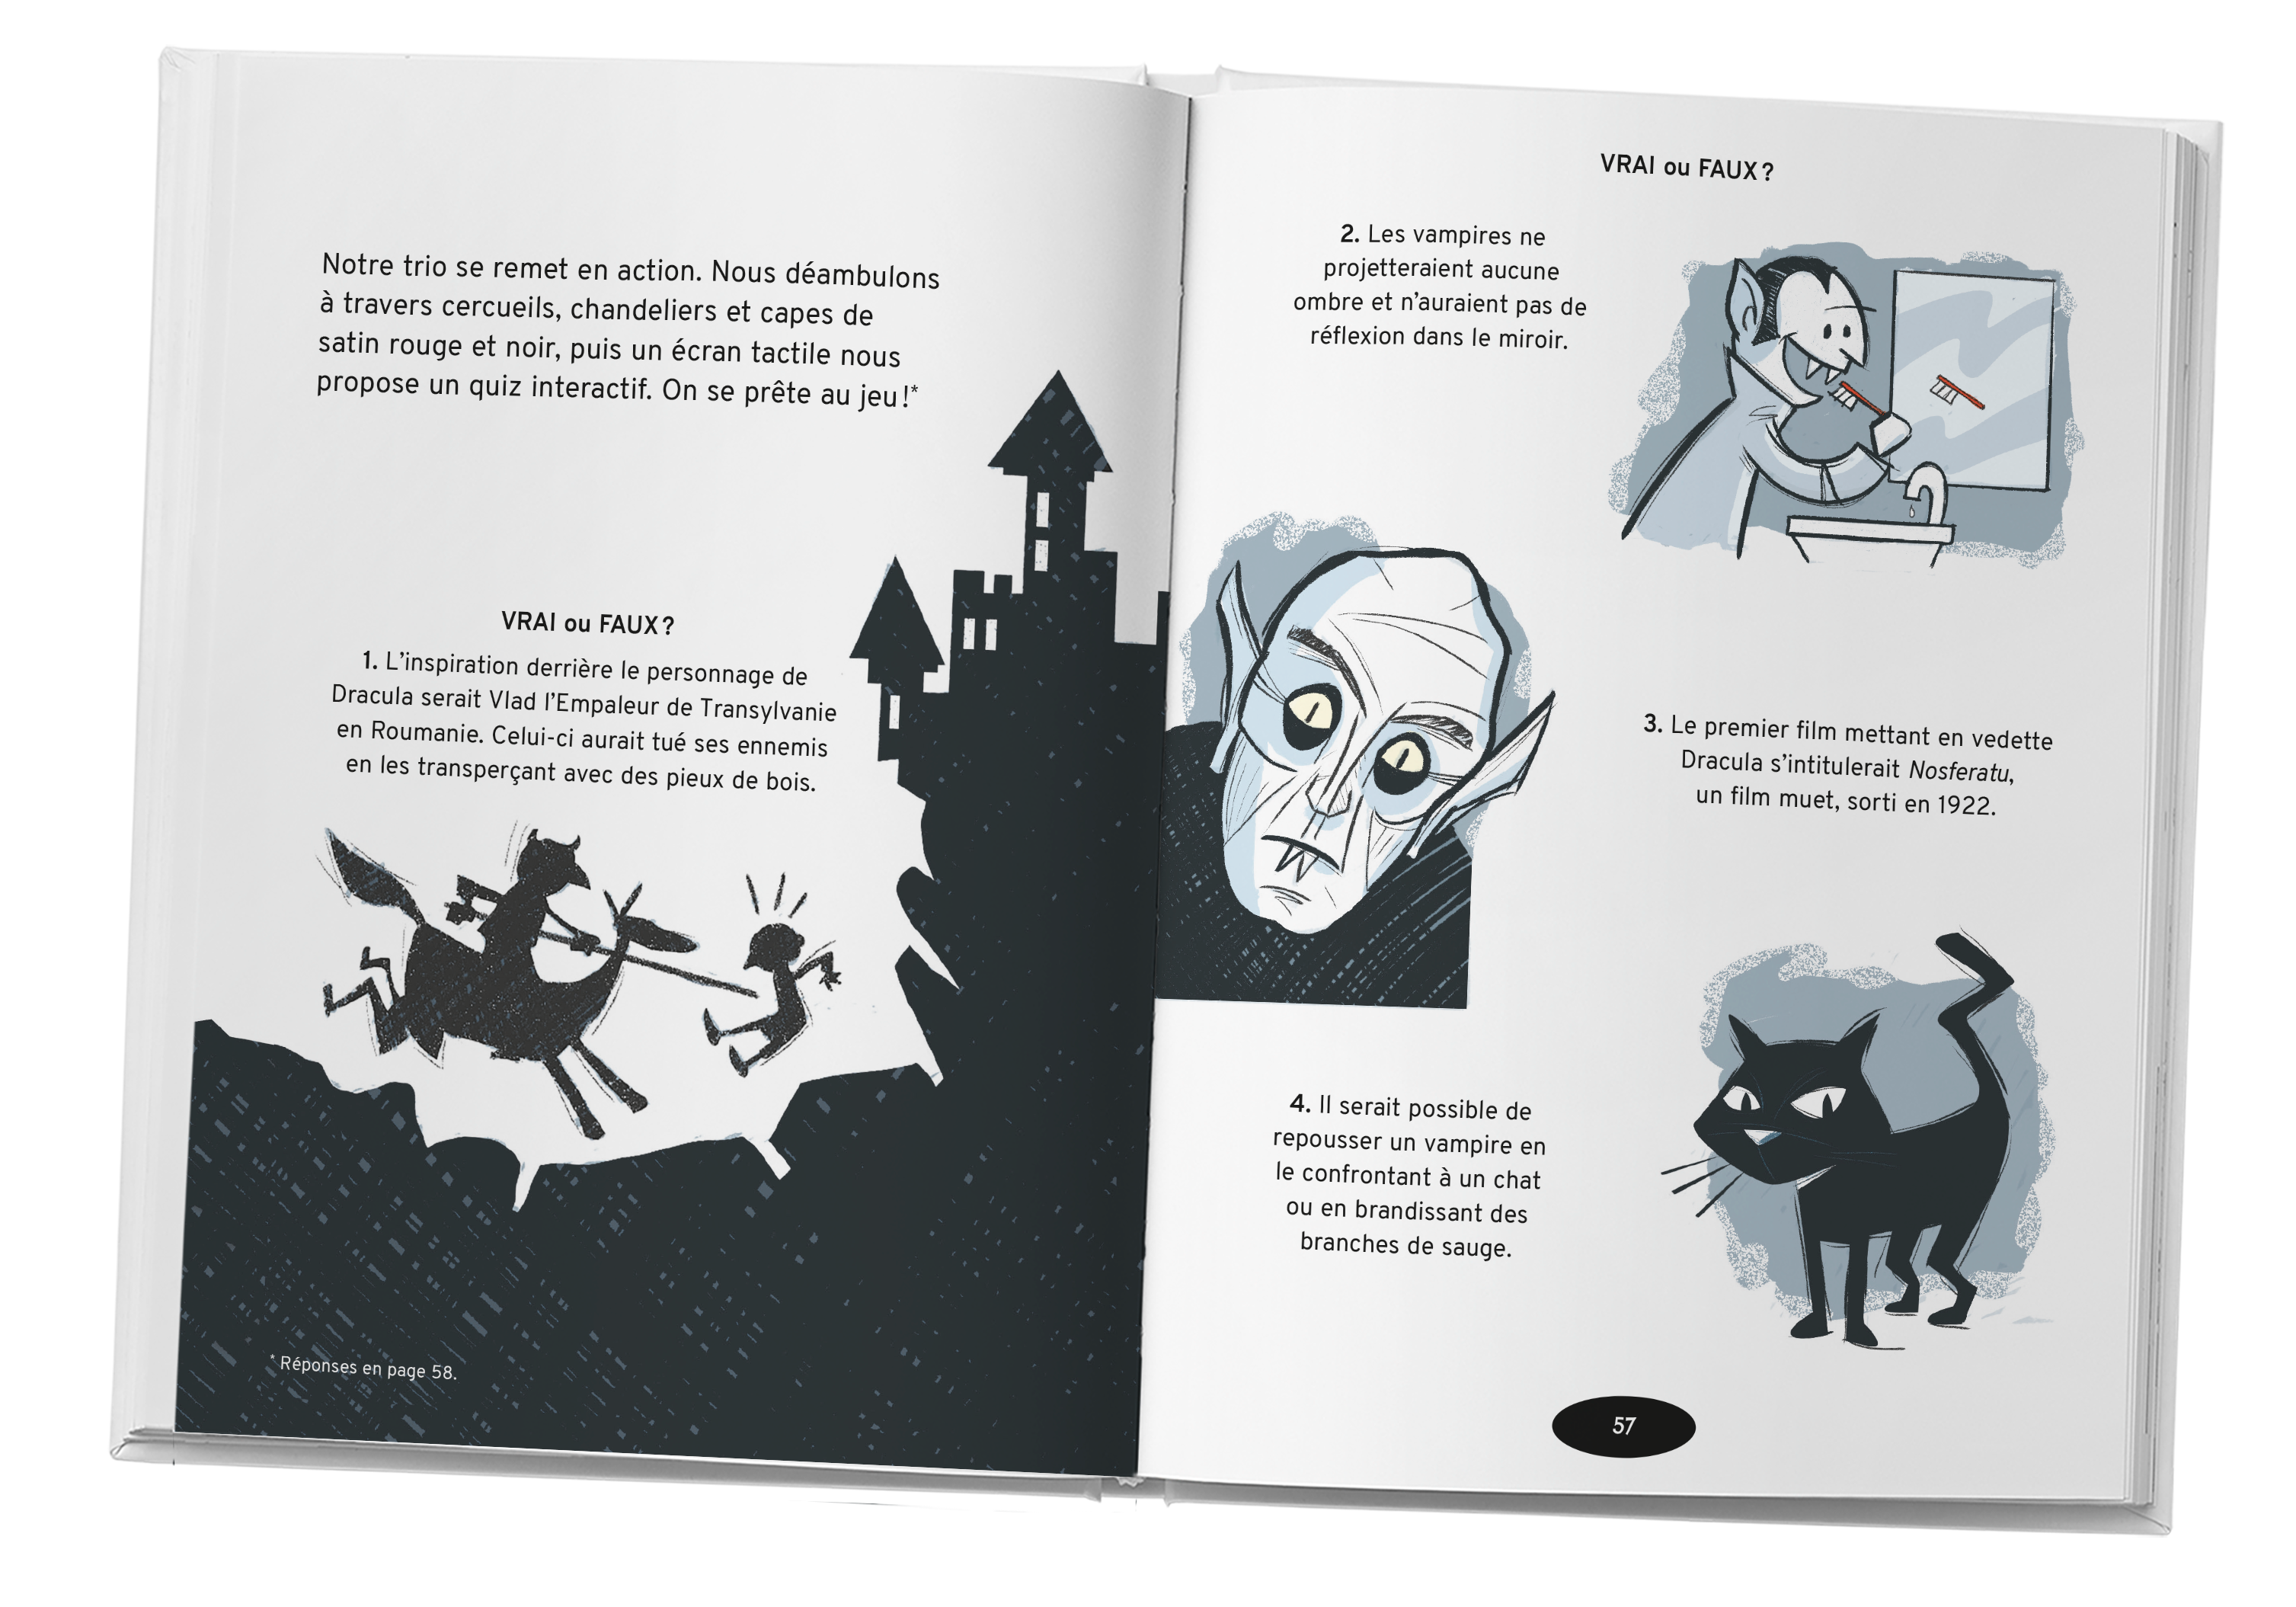 Notre trio se remet en action. Nous déambulons
à travers cercueils, chandeliers et capes de
satin rouge et noir, puis un écran tactile nous
propose un quiz interactif. On se prête au jeu !*
VRAI ou FAUX ?
1. L’inspiration derrière le personnage de
Dracula serait Vlad l’Empaleur de Transylvanie
en Roumanie. Celui-ci aurait tué ses ennemis
en les transperçant avec des pieux de bois.
* Réponses en page 58.
VRAI ou FAUX ?
2. Les vampires ne
projetteraient aucune
ombre et n’auraient pas de
réflexion dans le miroir.
3. Le premier film mettant en vedette
Dracula s’intitulerait Nosferatu,
un film muet, sorti en 1922.
4. Il serait possible de
repousser un vampire en
le confrontant à un chat
ou en brandissant des
branches de sauge.
57